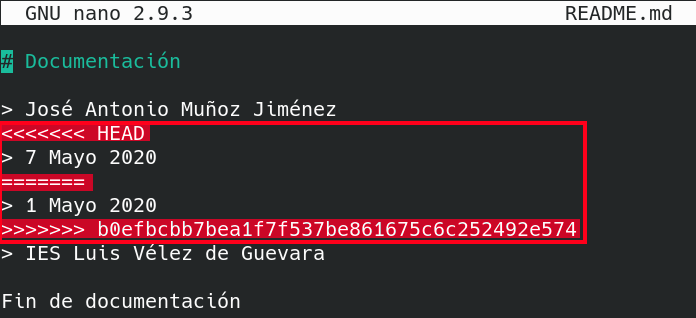 GNU nano 2.9.3 README.md
# Documentación
> José Antonio Muñoz Jiménez
<<<<<<< HEAD
> 7 Mayo 2020
=======
> 1 Mayo 2020
>>>>>>> b0efbcbb7bea1f7f537be861675c6c252492e574
> IES Luis Vélez de Guevara
Fin de documentación